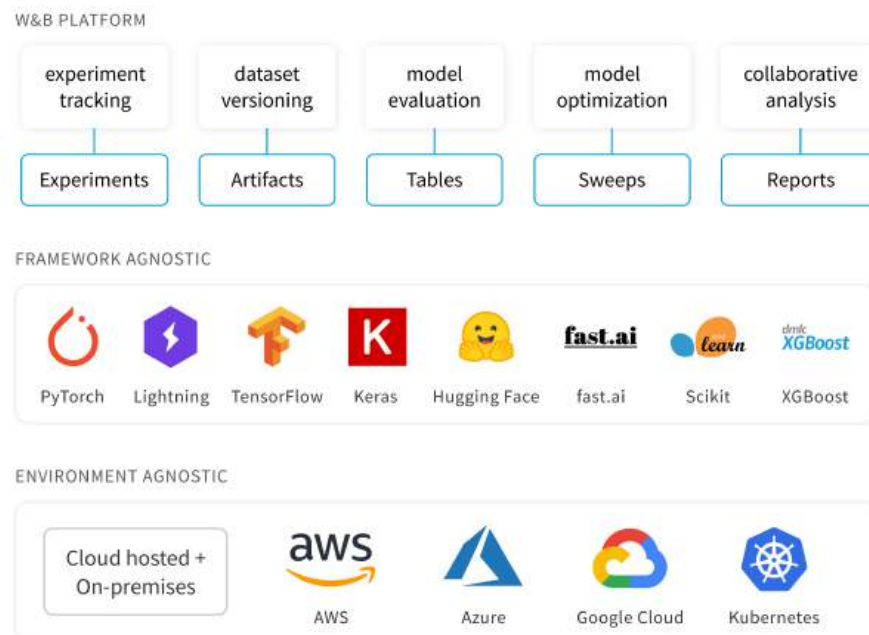 W&B PLATFORM
experiment tracking
dataset versioning
model evaluation
model optimization
collaborative analysis
Experiments
Artifacts
Tables
Sweeps
Reports
FRAMEWORK AGNOSTIC
K
fast.ai
learn
dmlc
XGBoost
PyTorch
Lightning
TensorFlow
Keras
Hugging Face
fast.ai
Scikit
XGBoost
ENVIRONMENT AGNOSTIC
Cloud hosted +
On-premises
aws
AWS
Azure
Google Cloud
Kubernetes